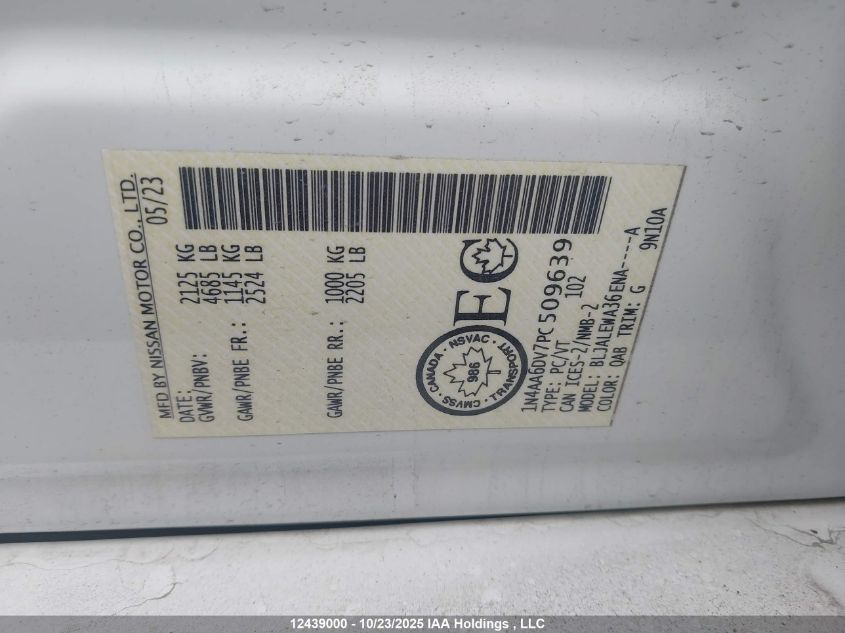 MFD BY NISSAN MOTOR CO., LTD.
DATE: 05/23
GVWR/PNBV: 2125 KG
4685 LB
GAWR/PNBE FR.: 1145 KG
2524 LB
GAWR/PNBE RR.: 1000 KG
2205 LB
CANADA · NSVAC · TRANSPORT · CMVSS
986
T
EC
1N4AA6DV7PC509639
TYPE: PC/VT 102
CAN ICES-2/NMB-2
MODEL: BLJALEWA36ENA-----A
COLOR: QAB TRIM: G 9N10A
12439000 - 10/23/2025 IAA Holdings , LLC